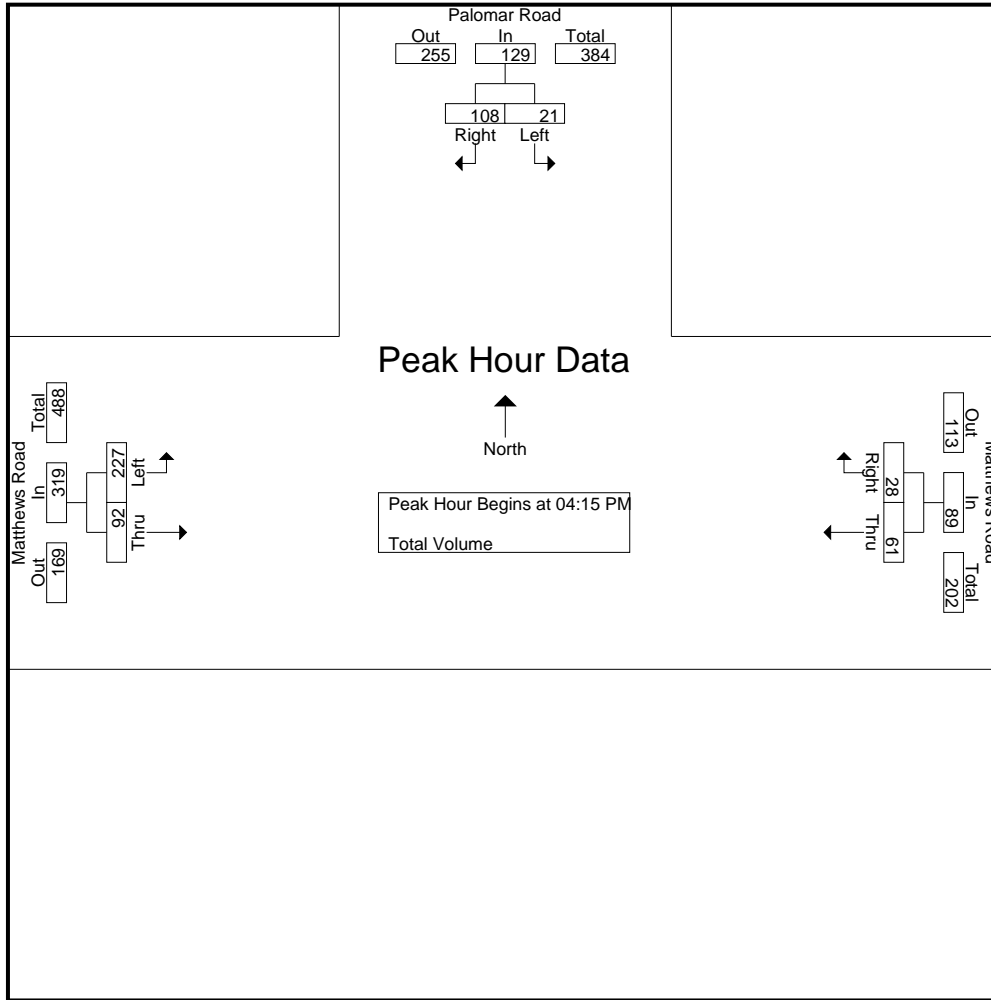 Palomar Road
Out In Total
255 129 384
108 21
Right Left
Peak Hour Data
North
Peak Hour Begins at 04:15 PM
Total Volume
Matthews Road
Out In Total
169 319 488
92 227
Thru Left
Matthews Road
Out In Total
113 89 202
28 61
Right Thru